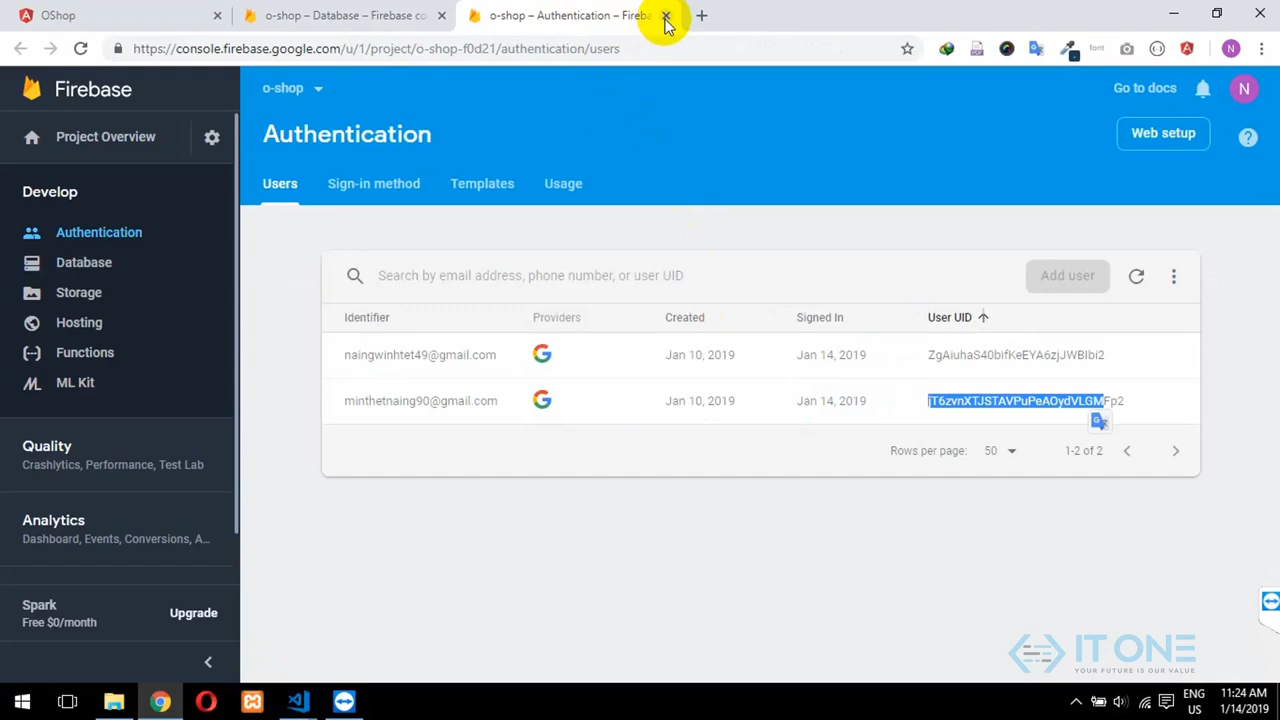 OShop
o-shop – Database – Firebase co
o-shop – Authentication – Fireba
https://console.firebase.google.com/u/1/project/o-shop-f0d21/authentication/users
font
N
Firebase
o-shop
Go to docs
N
Project Overview
Authentication
Web setup
Develop
Users
Sign-in method
Templates
Usage
Authentication
Database
Storage
Hosting
Functions
ML Kit
Search by email address, phone number, or user UID
Add user
Identifier
Providers
Created
Signed In
User UID
naingwinhtet49@gmail.com
Jan 10, 2019
Jan 14, 2019
ZgAiuhaS40bifKeEYA6zjJWBIbi2
minthetnaing90@gmail.com
Jan 10, 2019
Jan 14, 2019
jT6zvnXTJSTAVPuPeAOydVLGMFp2
Rows per page:
50
1-2 of 2
Quality
Crashlytics, Performance, Test Lab
Analytics
Dashboard, Events, Conversions, A...
Spark
Free $0/month
Upgrade
IT ONE
YOUR FUTURE IS OUR VALUE
ENG
US
11:24 AM
1/14/2019